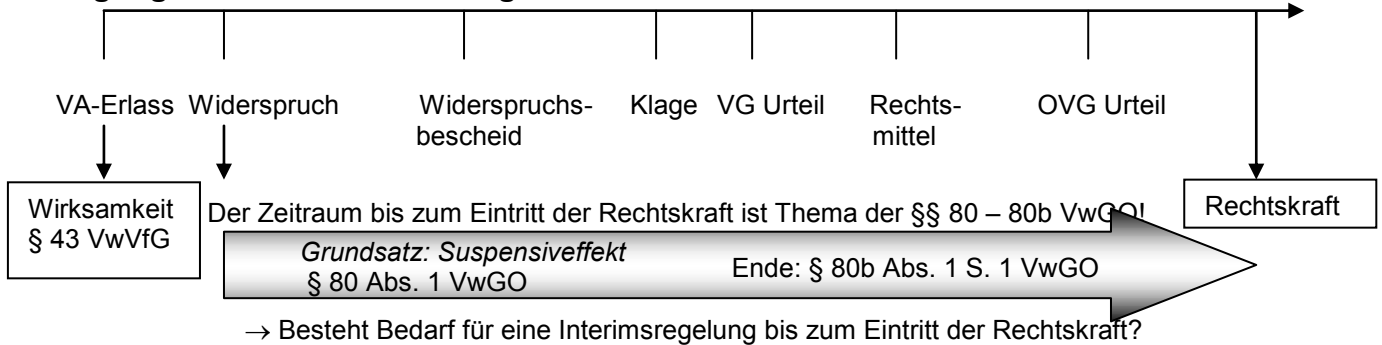 VA-Erlass Widerspruch Widerspruchs- Klage VG Urteil Rechts- OVG Urteil
bescheid mittel
Wirksamkeit
§ 43 VwVfG
Der Zeitraum bis zum Eintritt der Rechtskraft ist Thema der §§ 80 – 80b VwGO!
Rechtskraft
Grundsatz: Suspensiveffekt
§ 80 Abs. 1 VwGO
Ende: § 80b Abs. 1 S. 1 VwGO
→ Besteht Bedarf für eine Interimsregelung bis zum Eintritt der Rechtskraft?